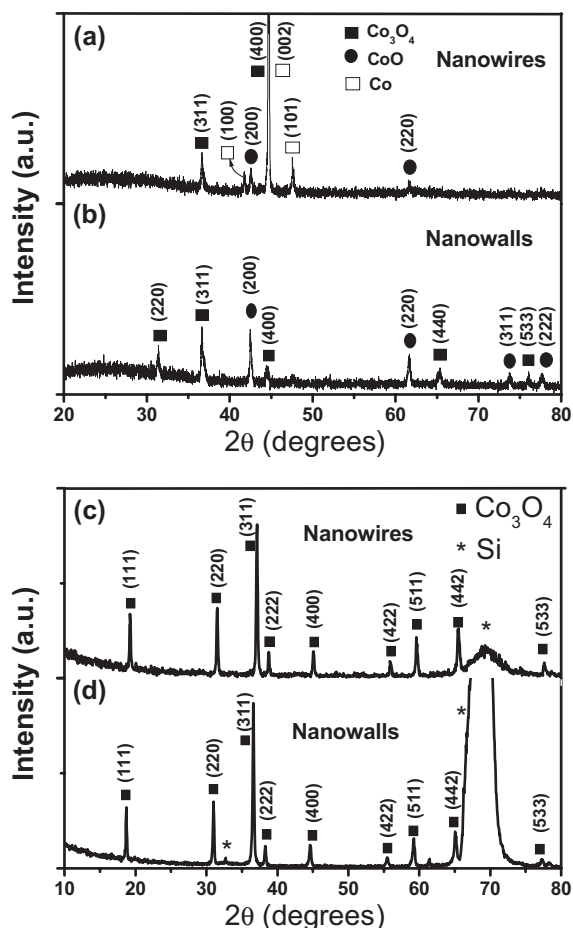 (a)
(400)
(002)
Co₃O₄
CoO
Co
Nanowires
(311)
(100)
(200)
(101)
(220)
Intensity (a.u.)
(b)
Nanowalls
(220)
(311)
(200)
(400)
(220)
(440)
(311)
(533)
(222)
20 30 40 50 60 70 80
2θ (degrees)
(c)
(311)
Nanowires
Co₃O₄
* Si
(111)
(220)
(222)
(400)
(422)
(511)
(442)
*
(533)
Intensity (a.u.)
(d)
(311)
Nanowalls
*
(111)
(220)
*
(222)
(400)
(422)
(511)
(442)
(533)
10 20 30 40 50 60 70 80
2θ (degrees)